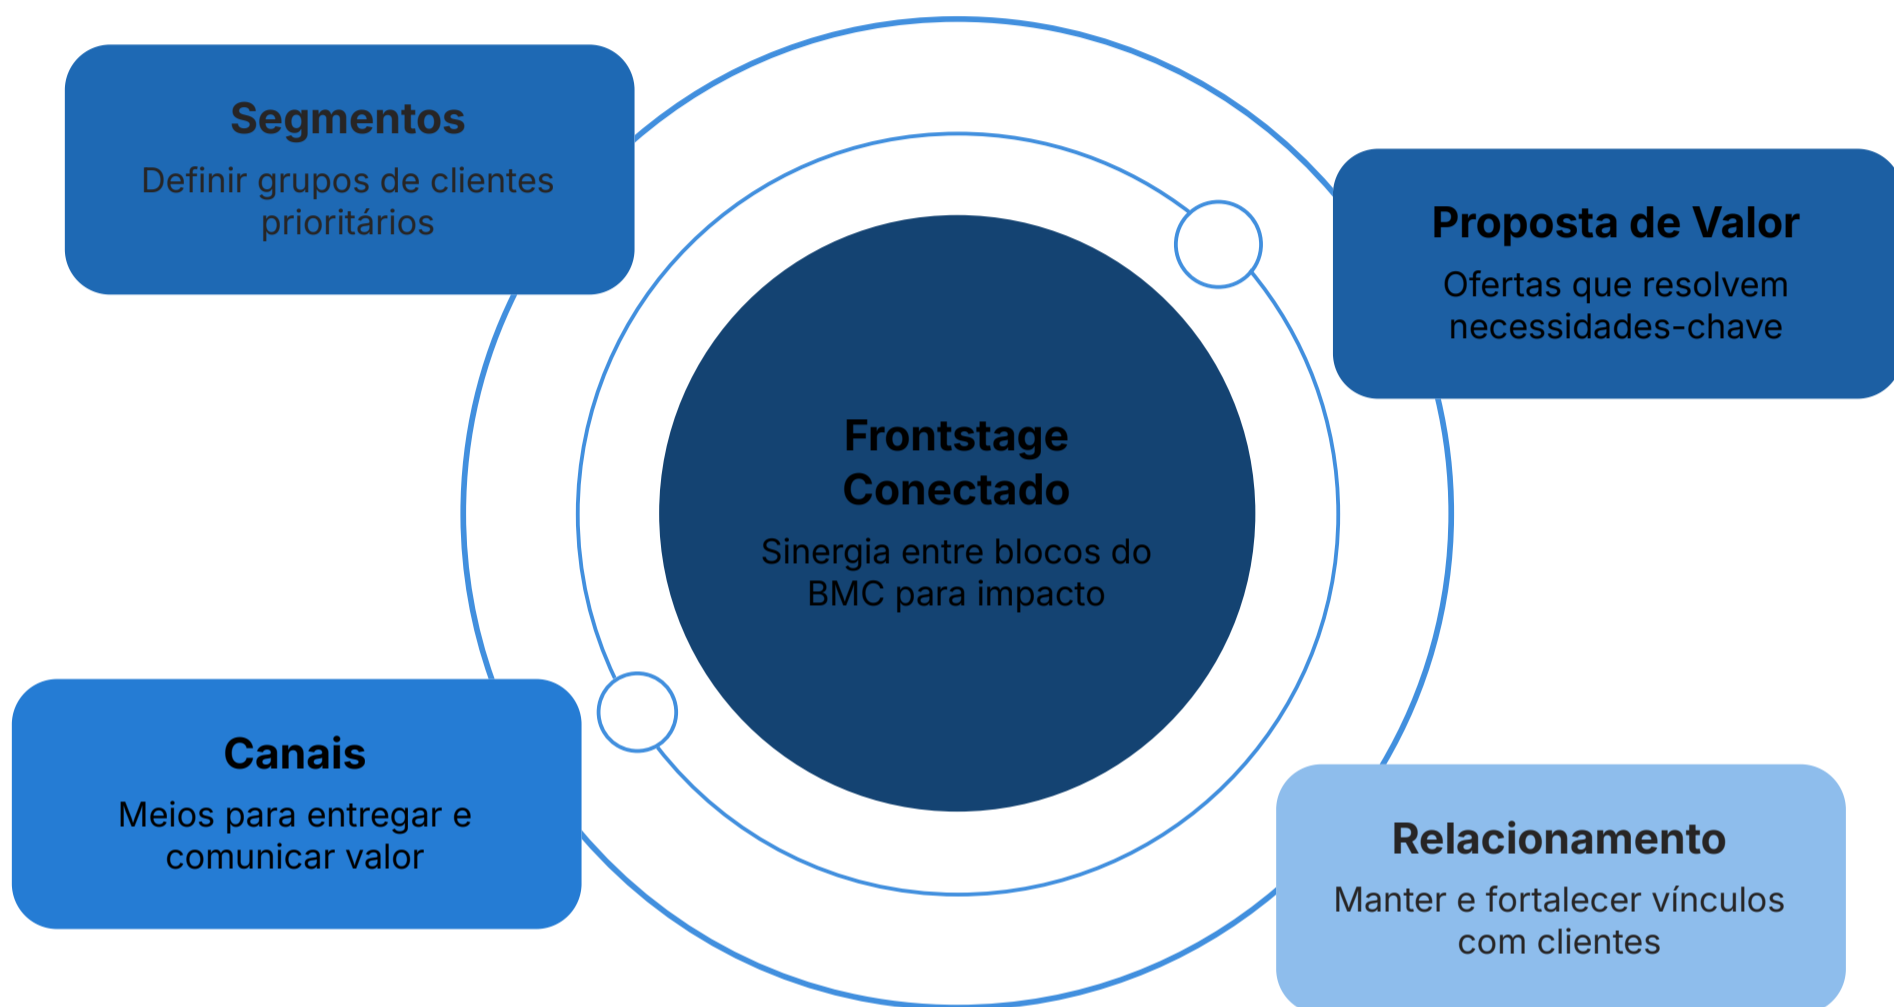 Segmentos
Definir grupos de clientes
prioritários
Proposta de Valor
Ofertas que resolvem
necessidades-chave
Frontstage
Conectado
Sinergia entre blocos do
BMC para impacto
Canais
Meios para entregar e
comunicar valor
Relacionamento
Manter e fortalecer vínculos
com clientes